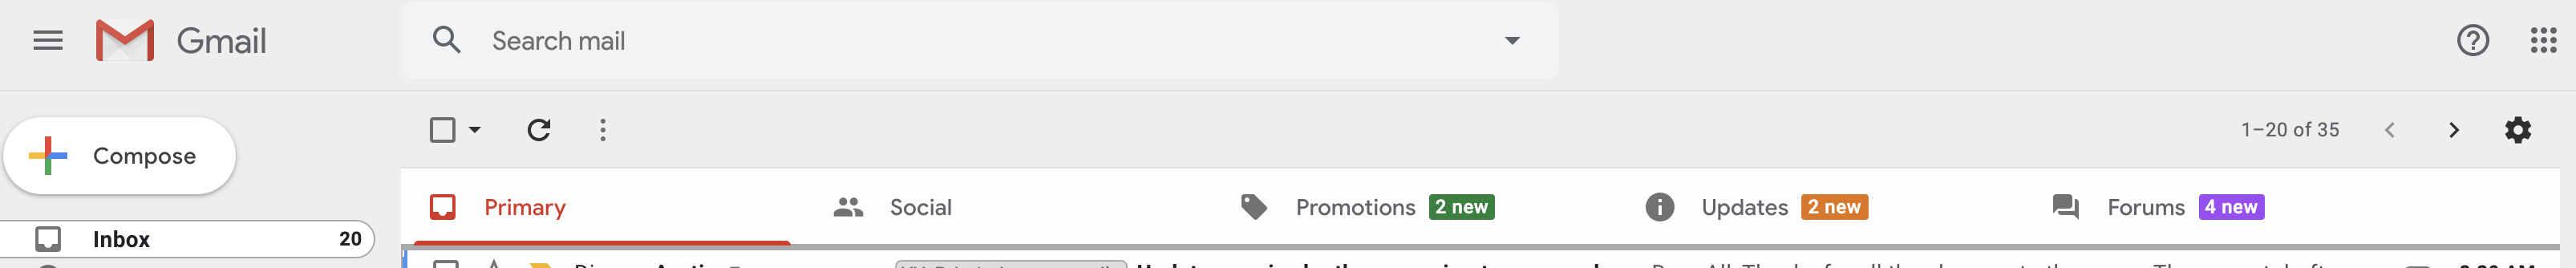 Gmail
Search mail
Compose
1–20 of 35
Primary
Social
Promotions 2 new
Updates 2 new
Forums 4 new
Inbox 20